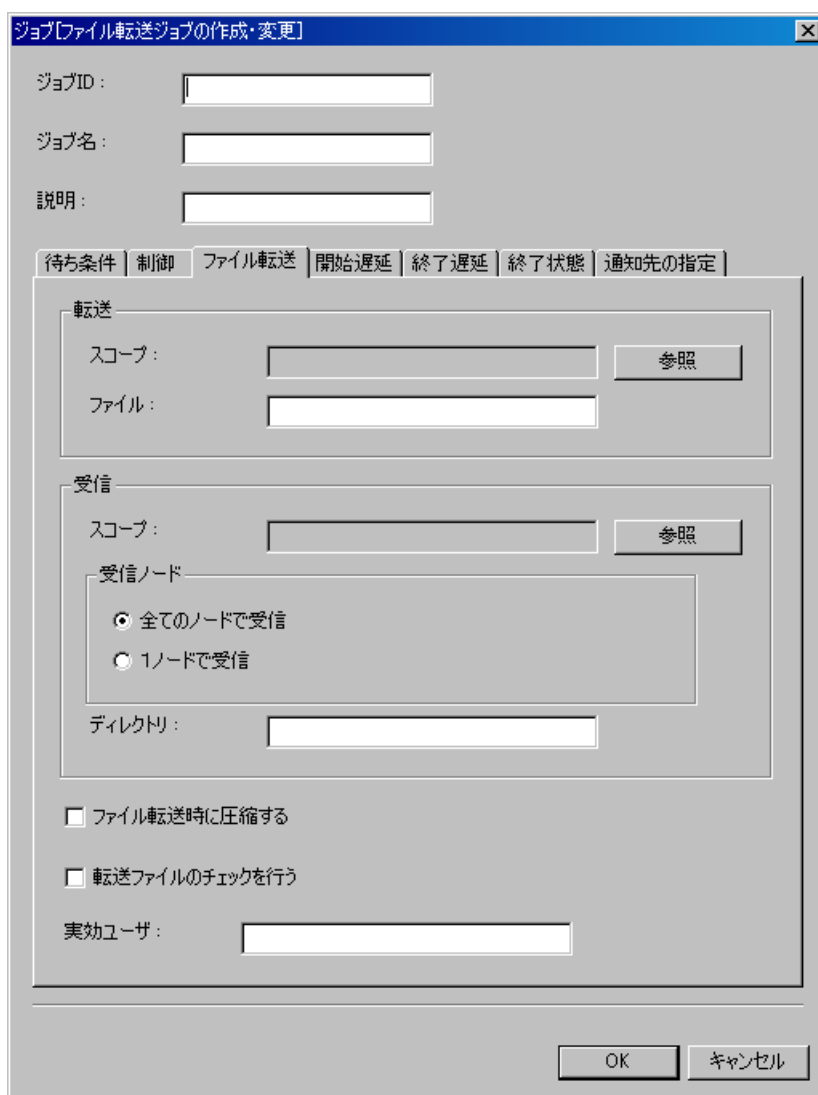 ジョブ[ファイル転送ジョブの作成・変更]
ジョブID：
ジョブ名：
説明：
待ち条件 制御 ファイル転送 開始遅延 終了遅延 終了状態 通知先の指定
転送
スコープ： 参照
ファイル：
受信
スコープ： 参照
受信ノード
全てのノードで受信
1ノードで受信
ディレクトリ：
ファイル転送時に圧縮する
転送ファイルのチェックを行う
実効ユーザ：
OK キャンセル